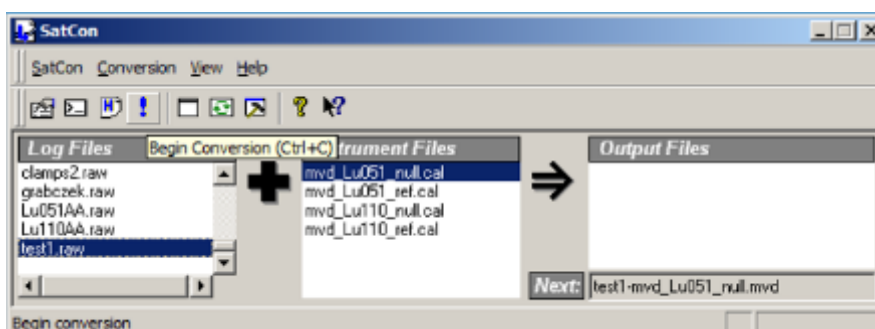 SatCon
SatCon Conversion View Help
Log Files
Begin Conversion (Ctrl+C)
trument Files
Output Files
clamps2.raw
grabczek.raw
Lu051AA.raw
Lu110AA.raw
test1.raw
mvd_Lu051_null.cal
mvd_Lu051_ref.cal
mvd_Lu110_null.cal
mvd_Lu110_ref.cal
Next:
test1-mvd_Lu051_null.mvd
Begin conversion